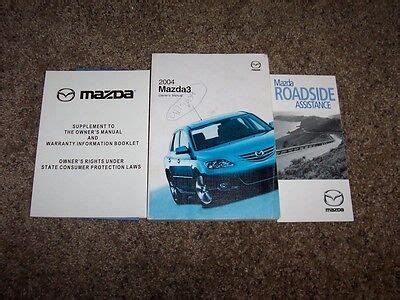 mazda
SUPPLEMENT TO
THE OWNER'S MANUAL
AND
WARRANTY INFORMATION BOOKLET
OWNER'S RIGHTS UNDER
STATE CONSUMER PROTECTION LAWS
2004
Mazda3
Owner's Manual
Mazda
ROADSIDE
ASSISTANCE
mazda